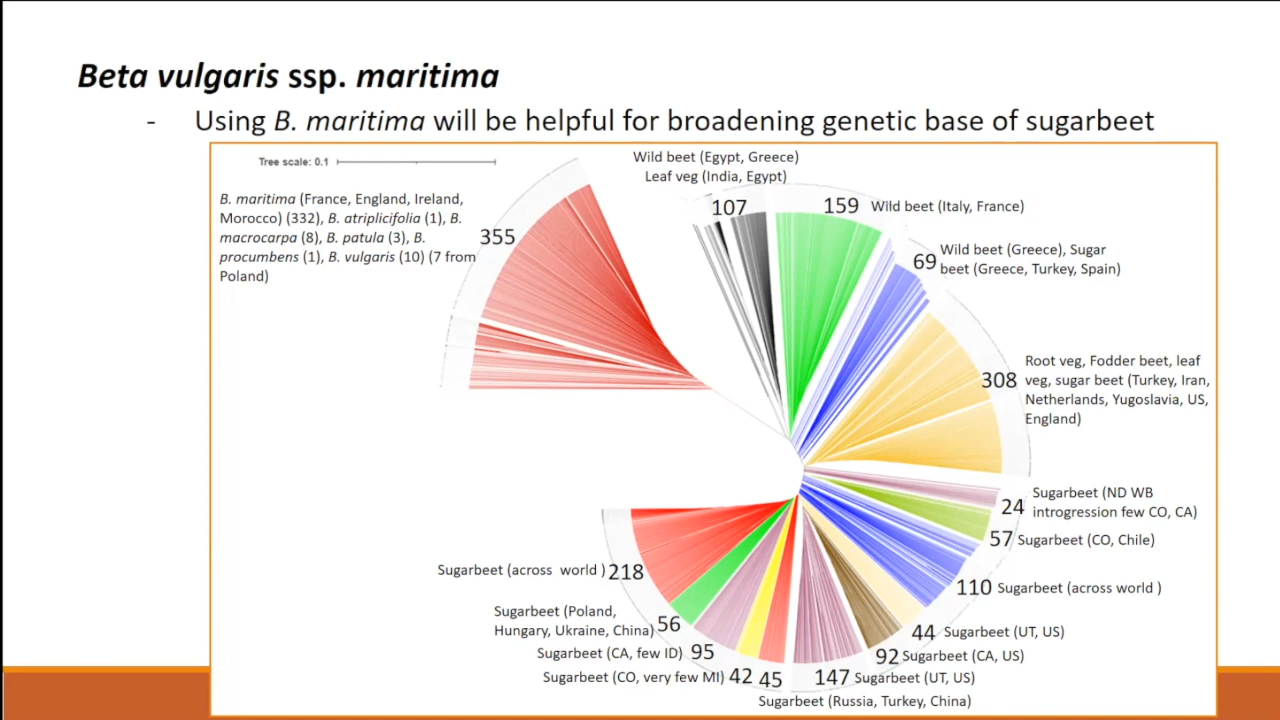 Beta vulgaris ssp. maritima
- Using B. maritima will be helpful for broadening genetic base of sugarbeet
Tree scale: 0.1
B. maritima (France, England, Ireland,
Morocco) (332), B. atriplicifolia (1), B.
macrocarpa (8), B. patula (3), B.
procumbens (1), B. vulgaris (10) (7 from
Poland)
355
Wild beet (Egypt, Greece)
Leaf veg (India, Egypt)
107
159 Wild beet (Italy, France)
69
Wild beet (Greece), Sugar
beet (Greece, Turkey, Spain)
308
Root veg, Fodder beet, leaf
veg, sugar beet (Turkey, Iran,
Netherlands, Yugoslavia, US,
England)
24
Sugarbeet (ND WB
introgression few CO, CA)
57 Sugarbeet (CO, Chile)
110 Sugarbeet (across world )
44 Sugarbeet (UT, US)
92 Sugarbeet (CA, US)
147 Sugarbeet (UT, US)
Sugarbeet (Russia, Turkey, China)
45
Sugarbeet (CO, very few MI) 42
Sugarbeet (CA, few ID) 95
Sugarbeet (Poland,
Hungary, Ukraine, China) 56
Sugarbeet (across world ) 218